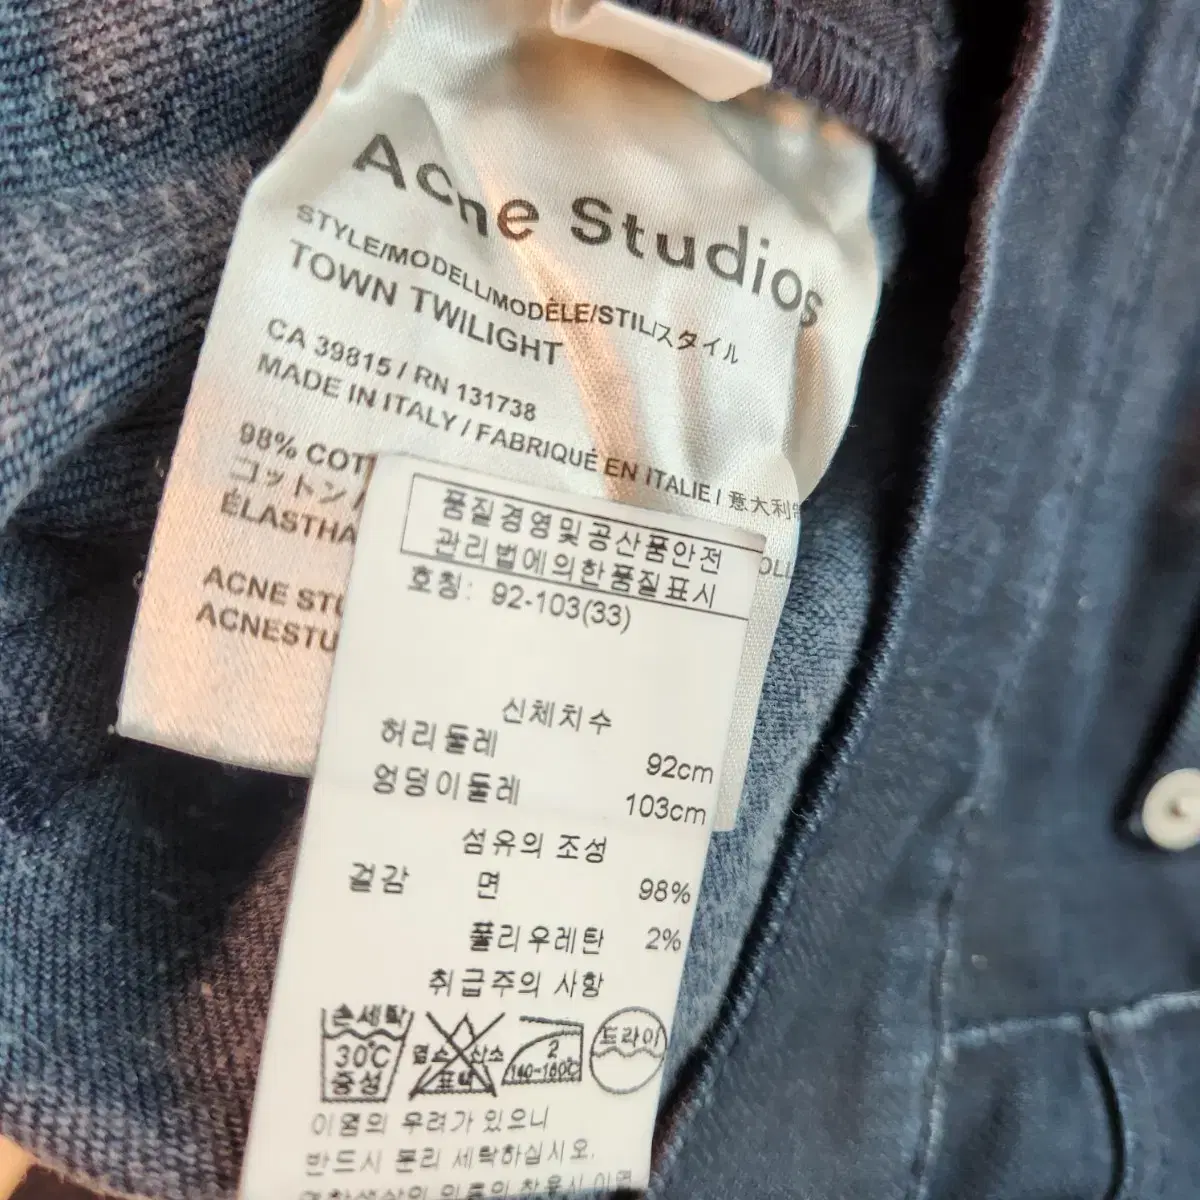 Acne Studios
STYLE/MODELL/MODÈLE/STIL/スタイル
TOWN TWILIGHT
CA 39815 / RN 131738
MADE IN ITALY / FABRIQUÉ EN ITALIE / 意大利
98% COT
コットン /
ÉLASTHA
ACNE STU
ACNESTU
품질경영및공산품안전
관리법에의한품질표시
호칭: 92-103(33)
신체치수
허리둘레 92cm
엉덩이둘레 103cm
섬유의 조성
겉감 면 98%
폴리우레탄 2%
취급주의 사항
손세탁
30℃
중성
염소 산소
표백
2
140-160℃
드라이
이염의 우려가 있으니
반드시 분리 세탁하십시오.